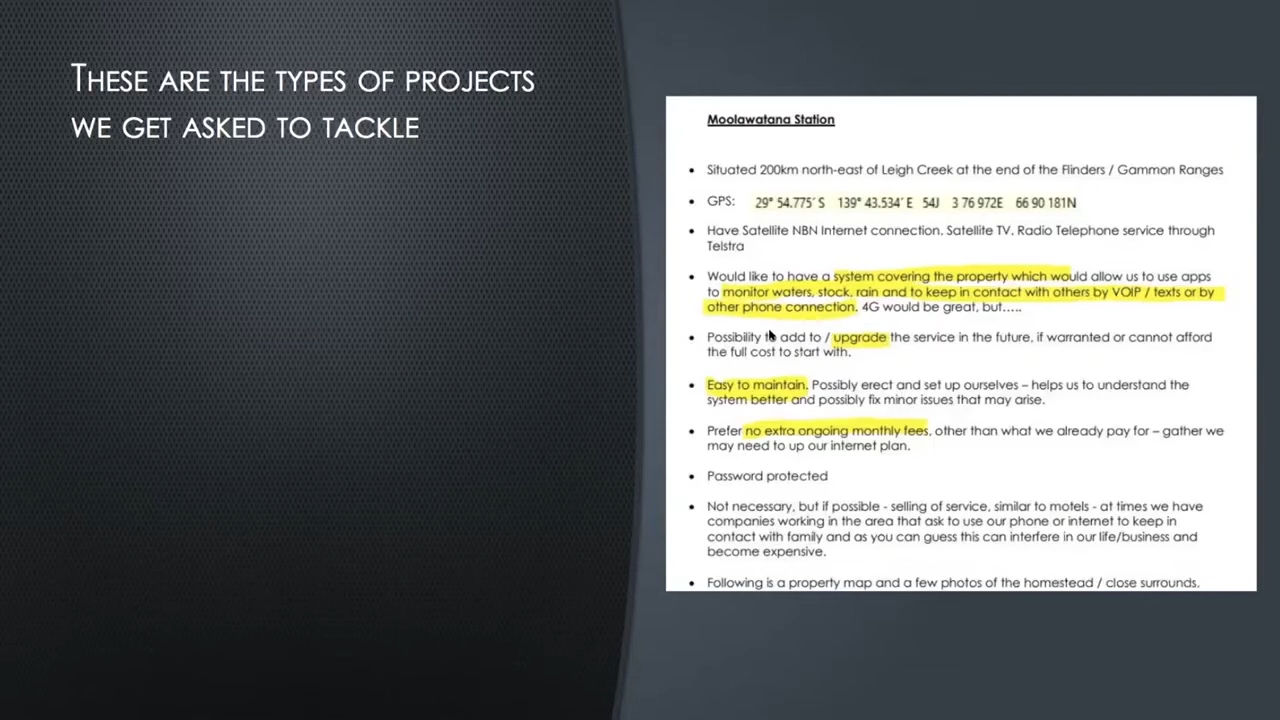 THESE ARE THE TYPES OF PROJECTS
WE GET ASKED TO TACKLE
Moolawatana Station
• Situated 200km north-east of Leigh Creek at the end of the Flinders / Gammon Ranges
• GPS: 29° 54.775´ S 139° 43.534´ E 54J 3 76 972E 66 90 181N
• Have Satellite NBN Internet connection. Satellite TV. Radio Telephone service through
Telstra
• Would like to have a system covering the property which would allow us to use apps
to monitor waters, stock, rain and to keep in contact with others by VOIP / texts or by
other phone connection. 4G would be great, but…..
• Possibility to add to / upgrade the service in the future, if warranted or cannot afford
the full cost to start with.
• Easy to maintain. Possibly erect and set up ourselves – helps us to understand the
system better and possibly fix minor issues that may arise.
• Prefer no extra ongoing monthly fees, other than what we already pay for – gather we
may need to up our internet plan.
• Password protected
• Not necessary, but if possible - selling of service, similar to motels - at times we have
companies working in the area that ask to use our phone or internet to keep in
contact with family and as you can guess this can interfere in our life/business and
become expensive.
• Following is a property map and a few photos of the homestead / close surrounds.